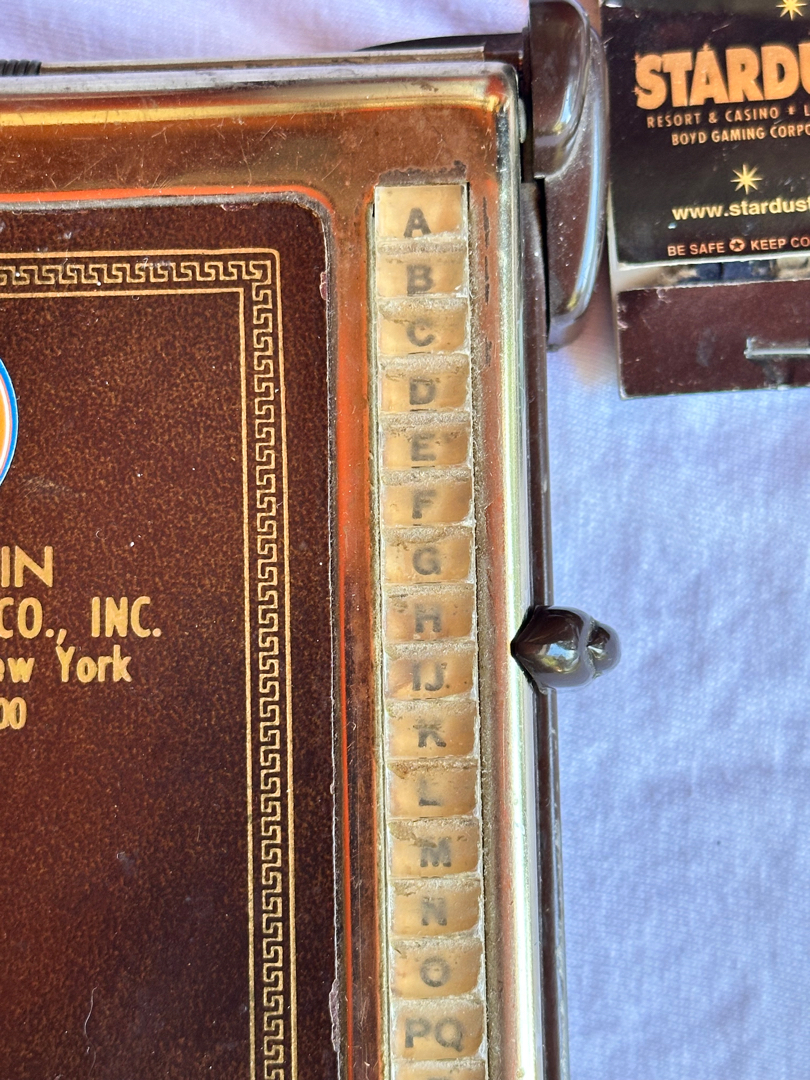 STARDU
RESORT & CASINO * L
BOYD GAMING CORPO
www.stardust
BE SAFE ✪ KEEP CO
A
B
C
D
E
F
G
H
IJ
K
L
M
N
O
PQ
IN
CO., INC.
ew York
00